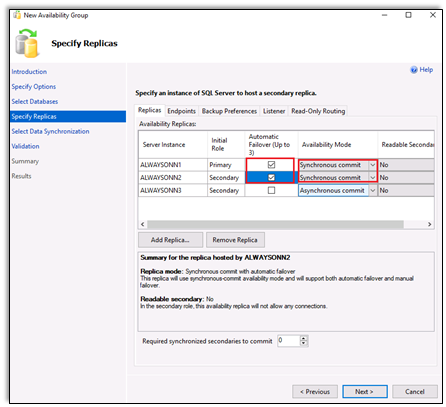 New Availability Group
Specify Replicas
Help
Introduction
Specify Options
Select Databases
Specify Replicas
Select Data Synchronization
Validation
Summary
Results
Specify an instance of SQL Server to host a secondary replica.
Replicas Endpoints Backup Preferences Listener Read-Only Routing
Availability Replicas:
Server Instance Initial Role Automatic Failover (Up to 3) Availability Mode Readable Seconda
ALWAYSONN1 Primary Synchronous commit No
ALWAYSONN2 Secondary Synchronous commit No
ALWAYSONN3 Secondary Asynchronous commit No
Add Replica... Remove Replica
Summary for the replica hosted by ALWAYSONN2
Replica mode: Synchronous commit with automatic failover
This replica will use synchronous-commit availability mode and will support both automatic failover and manual
failover.
Readable secondary: No
In the secondary role, this availability replica will not allow any connections.
Required synchronized secondaries to commit 0
< Previous Next > Cancel